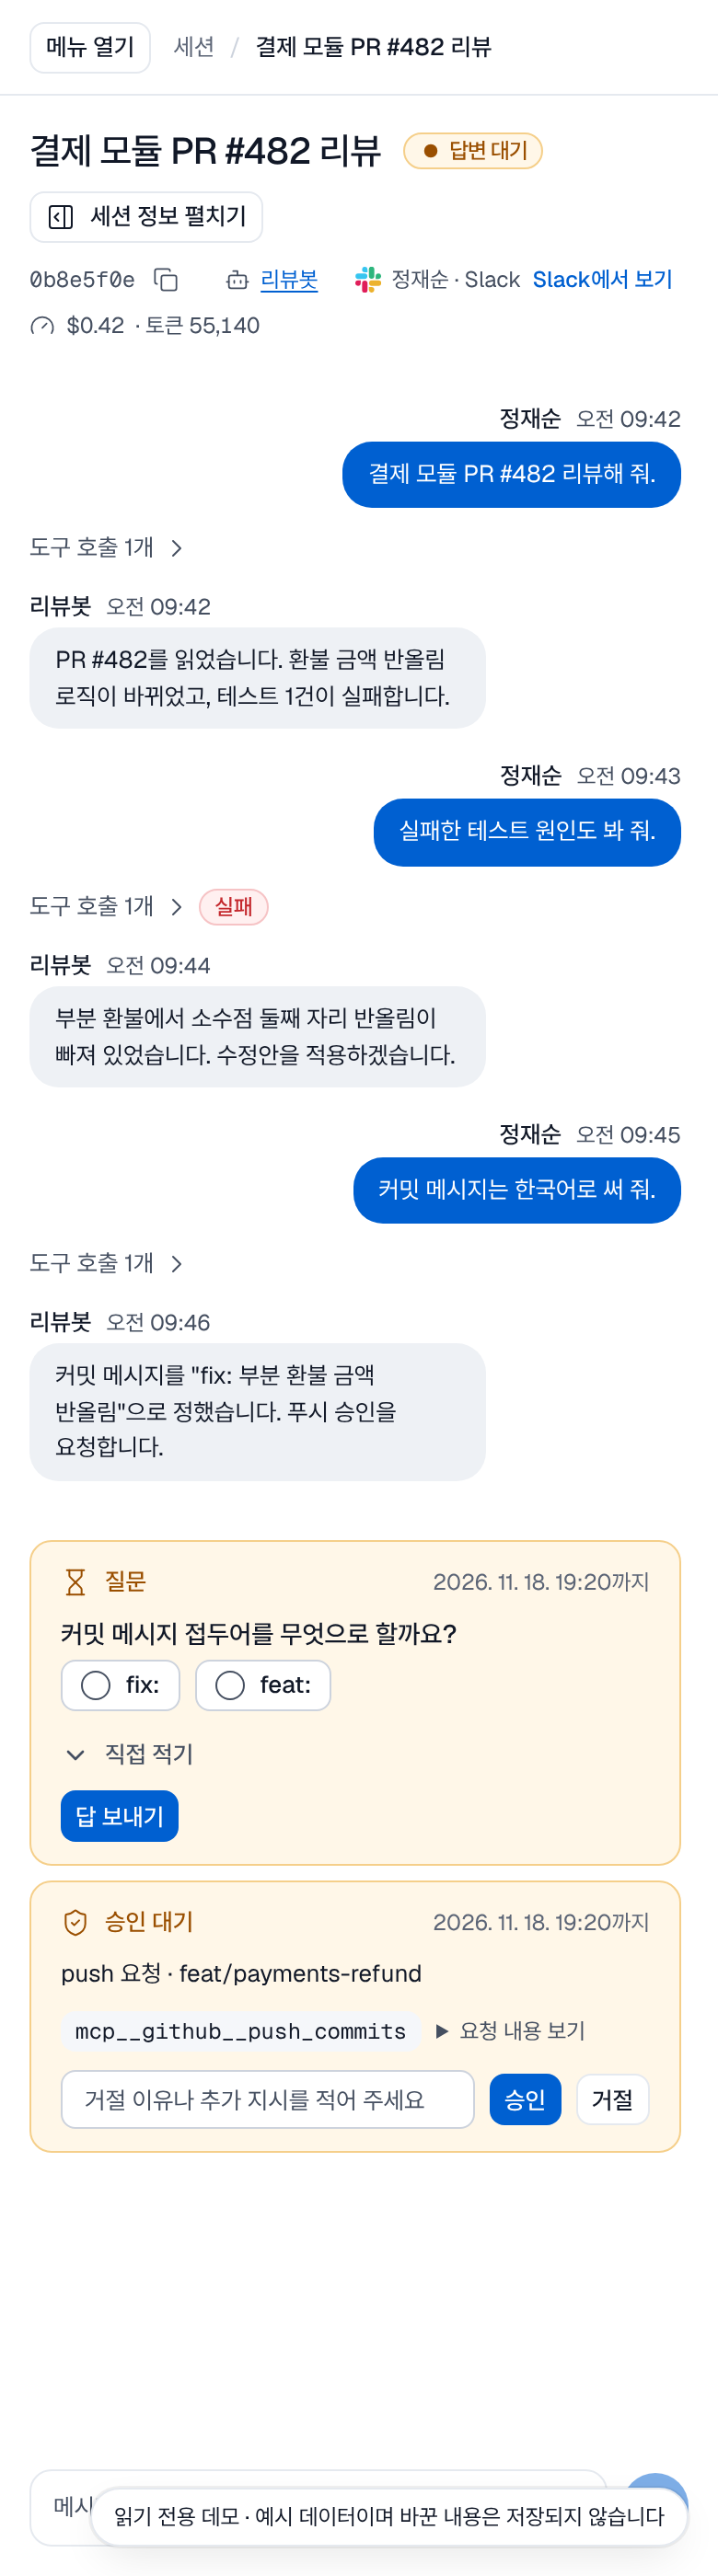 메뉴 열기 세션 / 결제 모듈 PR #482 리뷰
결제 모듈 PR #482 리뷰 답변 대기
세션 정보 펼치기
0b8e5f0e 리뷰봇 정재순 · Slack Slack에서 보기
$0.42 · 토큰 55,140
정재순 오전 09:42
결제 모듈 PR #482 리뷰해 줘.
도구 호출 1개
리뷰봇 오전 09:42
PR #482를 읽었습니다. 환불 금액 반올림
로직이 바뀌었고, 테스트 1건이 실패합니다.
정재순 오전 09:43
실패한 테스트 원인도 봐 줘.
도구 호출 1개 실패
리뷰봇 오전 09:44
부분 환불에서 소수점 둘째 자리 반올림이
빠져 있었습니다. 수정안을 적용하겠습니다.
정재순 오전 09:45
커밋 메시지는 한국어로 써 줘.
도구 호출 1개
리뷰봇 오전 09:46
커밋 메시지를 "fix: 부분 환불 금액
반올림"으로 정했습니다. 푸시 승인을
요청합니다.
질문 2026. 11. 18. 19:20까지
커밋 메시지 접두어를 무엇으로 할까요?
fix: feat:
직접 적기
답 보내기
승인 대기 2026. 11. 18. 19:20까지
push 요청 · feat/payments-refund
mcp__github__push_commits ▶ 요청 내용 보기
거절 이유나 추가 지시를 적어 주세요 승인 거절
읽기 전용 데모 · 예시 데이터이며 바꾼 내용은 저장되지 않습니다